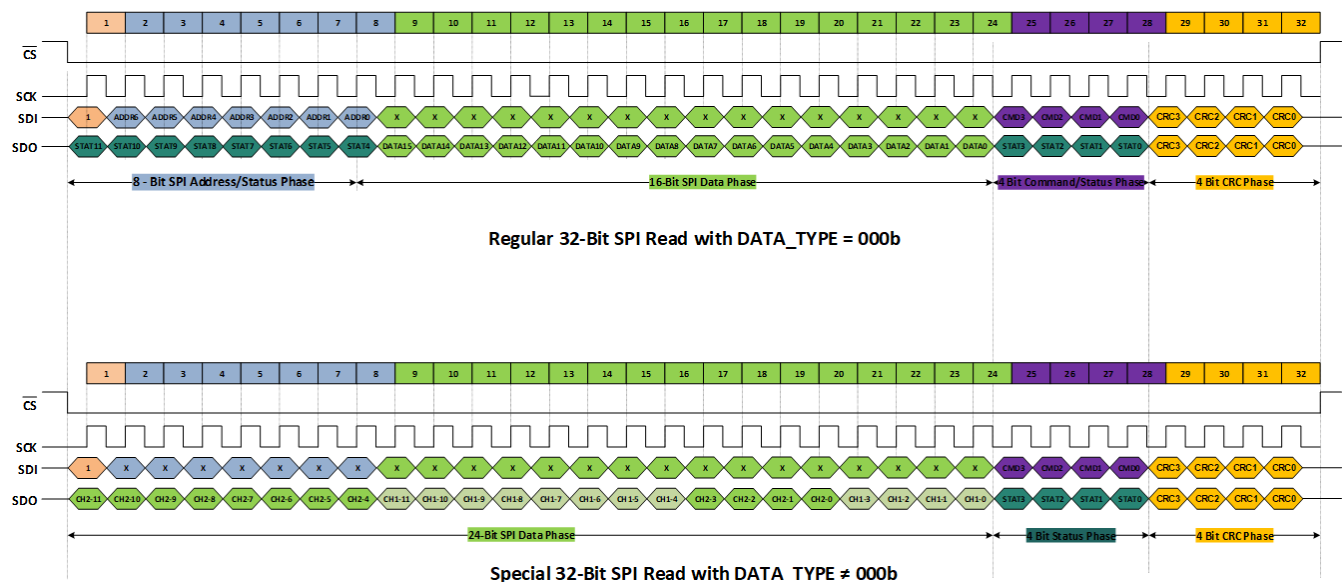 1 2 3 4 5 6 7 8 9 10 11 12 13 14 15 16 17 18 19 20 21 22 23 24 25 26 27 28 29 30 31 32
CS
SCK
SDI 1 ADDR6 ADDR5 ADDR4 ADDR3 ADDR2 ADDR1 ADDR0 X X X X X X X X X X X X X X X X CMD3 CMD2 CMD1 CMD0 CRC3 CRC2 CRC1 CRC0
SDO STAT11 STAT10 STAT9 STAT8 STAT7 STAT6 STAT5 STAT4 DATA15 DATA14 DATA13 DATA12 DATA11 DATA10 DATA9 DATA8 DATA7 DATA6 DATA5 DATA4 DATA3 DATA2 DATA1 DATA0 STAT3 STAT2 STAT1 STAT0 CRC3 CRC2 CRC1 CRC0
8 - Bit SPI Address/Status Phase 16-Bit SPI Data Phase 4 Bit Command/Status Phase 4 Bit CRC Phase
Regular 32-Bit SPI Read with DATA_TYPE = 000b
1 2 3 4 5 6 7 8 9 10 11 12 13 14 15 16 17 18 19 20 21 22 23 24 25 26 27 28 29 30 31 32
CS
SCK
SDI 1 X X X X X X X X X X X X X X X X X X X X X X X CMD3 CMD2 CMD1 CMD0 CRC3 CRC2 CRC1 CRC0
SDO CH2-11 CH2-10 CH2-9 CH2-8 CH2-7 CH2-6 CH2-5 CH2-4 CH1-11 CH1-10 CH1-9 CH1-8 CH1-7 CH1-6 CH1-5 CH1-4 CH2-3 CH2-2 CH2-1 CH2-0 CH1-3 CH1-2 CH1-1 CH1-0 STAT3 STAT2 STAT1 STAT0 CRC3 CRC2 CRC1 CRC0
24-Bit SPI Data Phase 4 Bit Status Phase 4 Bit CRC Phase
Special 32-Bit SPI Read with DATA_TYPE ≠ 000b